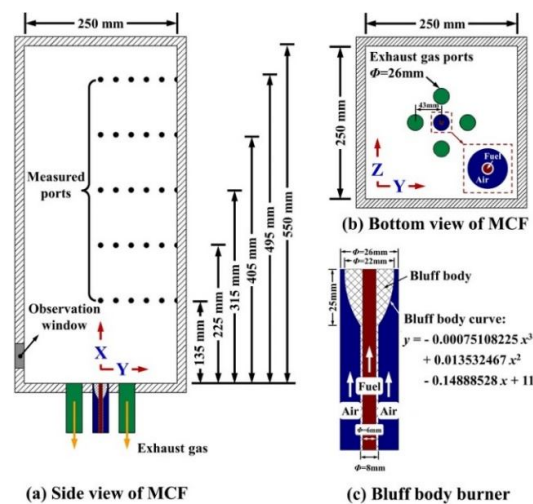 250 mm
Measured
ports
Observation
window
X
Y
135 mm
225 mm
315 mm
405 mm
495 mm
550 mm
Exhaust gas
(a) Side view of MCF
250 mm
Exhaust gas ports
Φ=26mm
43mm
250 mm
Z
Y
Fuel
Air
(b) Bottom view of MCF
Φ=26mm
Φ=22mm
25mm
Bluff body
Bluff body curve:
y = - 0.00075108225 x³
+ 0.013532467 x²
- 0.14888528 x + 11
Fuel
Air
Air
Φ=6mm
Φ=8mm
(c) Bluff body burner